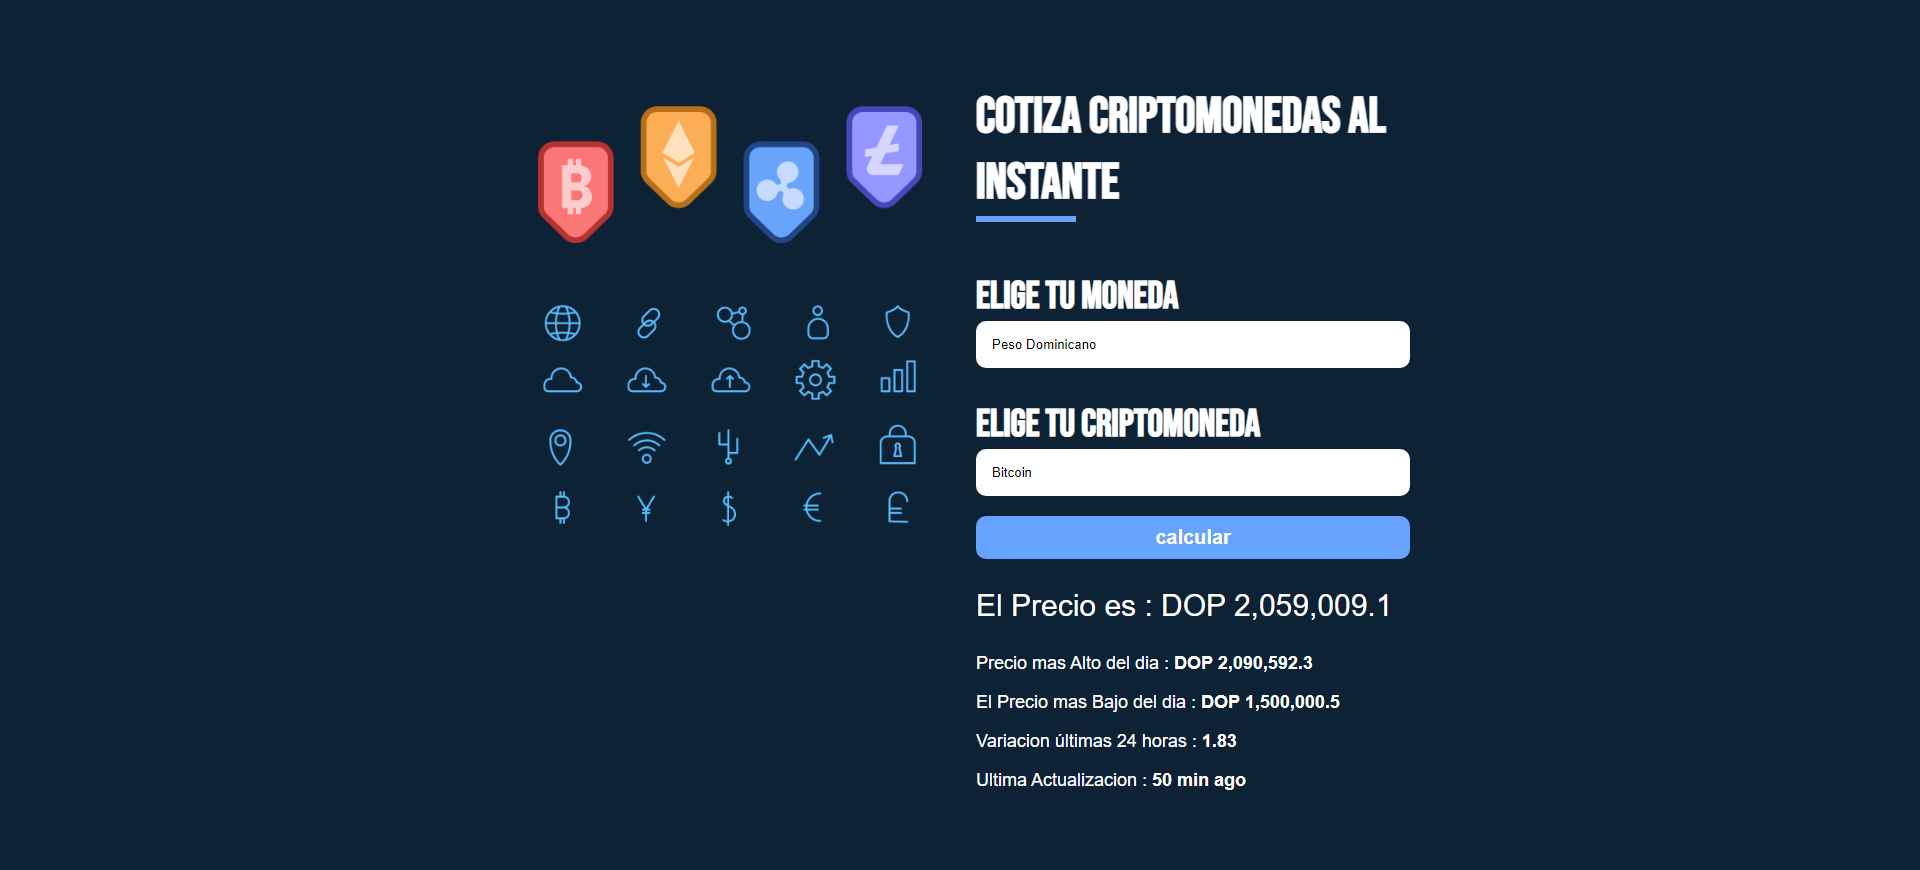 COTIZA CRIPTOMONEDAS AL
INSTANTE
ELIGE TU MONEDA
Peso Dominicano
ELIGE TU CRIPTOMONEDA
Bitcoin
calcular
El Precio es : DOP 2,059,009.1
Precio mas Alto del dia : DOP 2,090,592.3
El Precio mas Bajo del dia : DOP 1,500,000.5
Variacion últimas 24 horas : 1.83
Ultima Actualizacion : 50 min ago